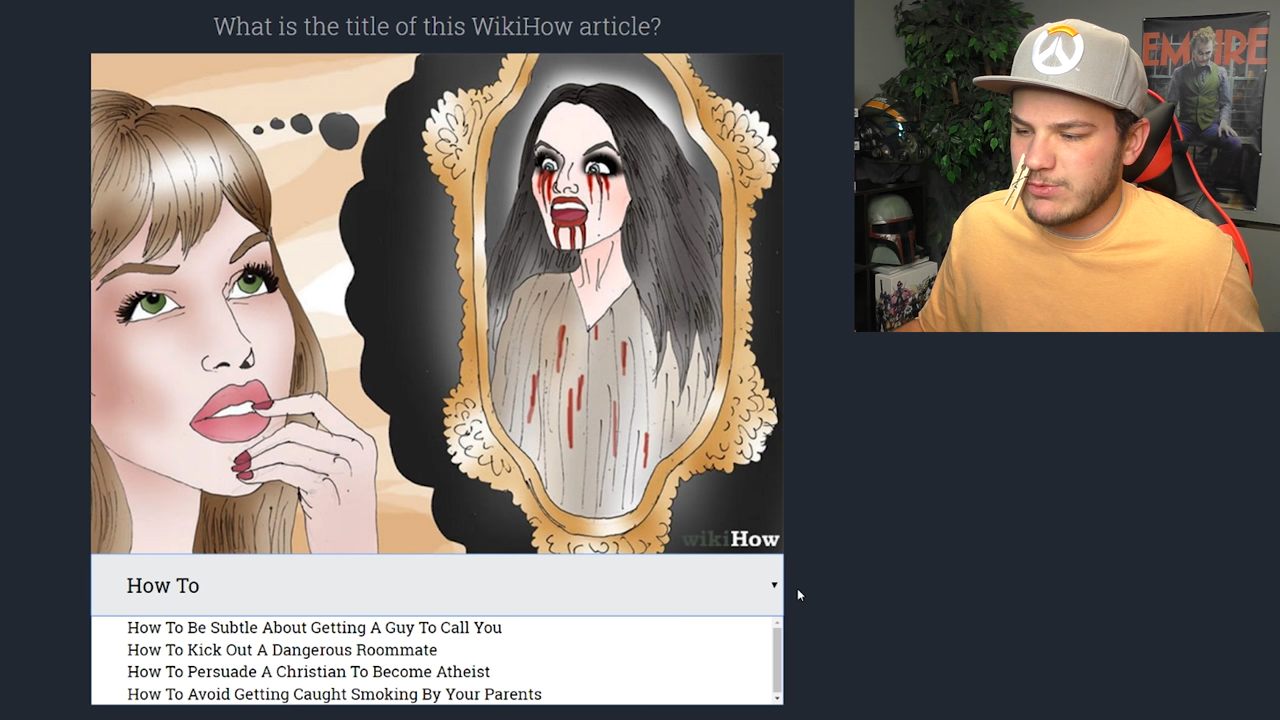 What is the title of this WikiHow article?
EMPIRE
wikiHow
How To
How To Be Subtle About Getting A Guy To Call You
How To Kick Out A Dangerous Roommate
How To Persuade A Christian To Become Atheist
How To Avoid Getting Caught Smoking By Your Parents